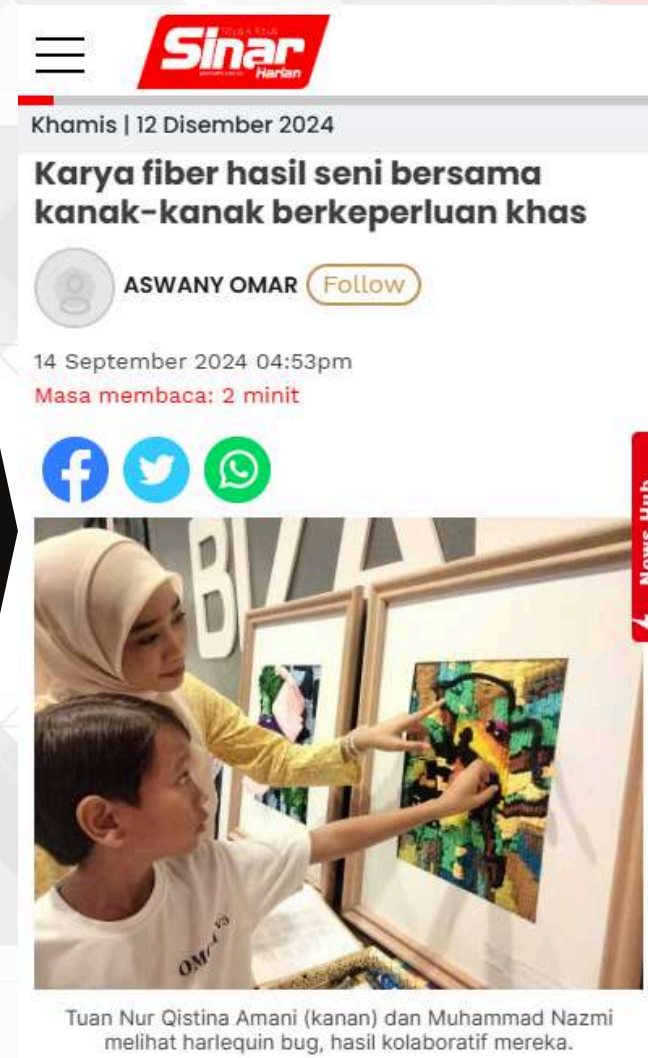 Sinar
Harian
Khamis | 12 Disember 2024
Karya fiber hasil seni bersama
kanak-kanak berkeperluan khas
ASWANY OMAR Follow
14 September 2024 04:53pm
Masa membaca: 2 minit
News Hub
BIZA
Tuan Nur Qistina Amani (kanan) dan Muhammad Nazmi
melihat harlequin bug, hasil kolaboratif mereka.